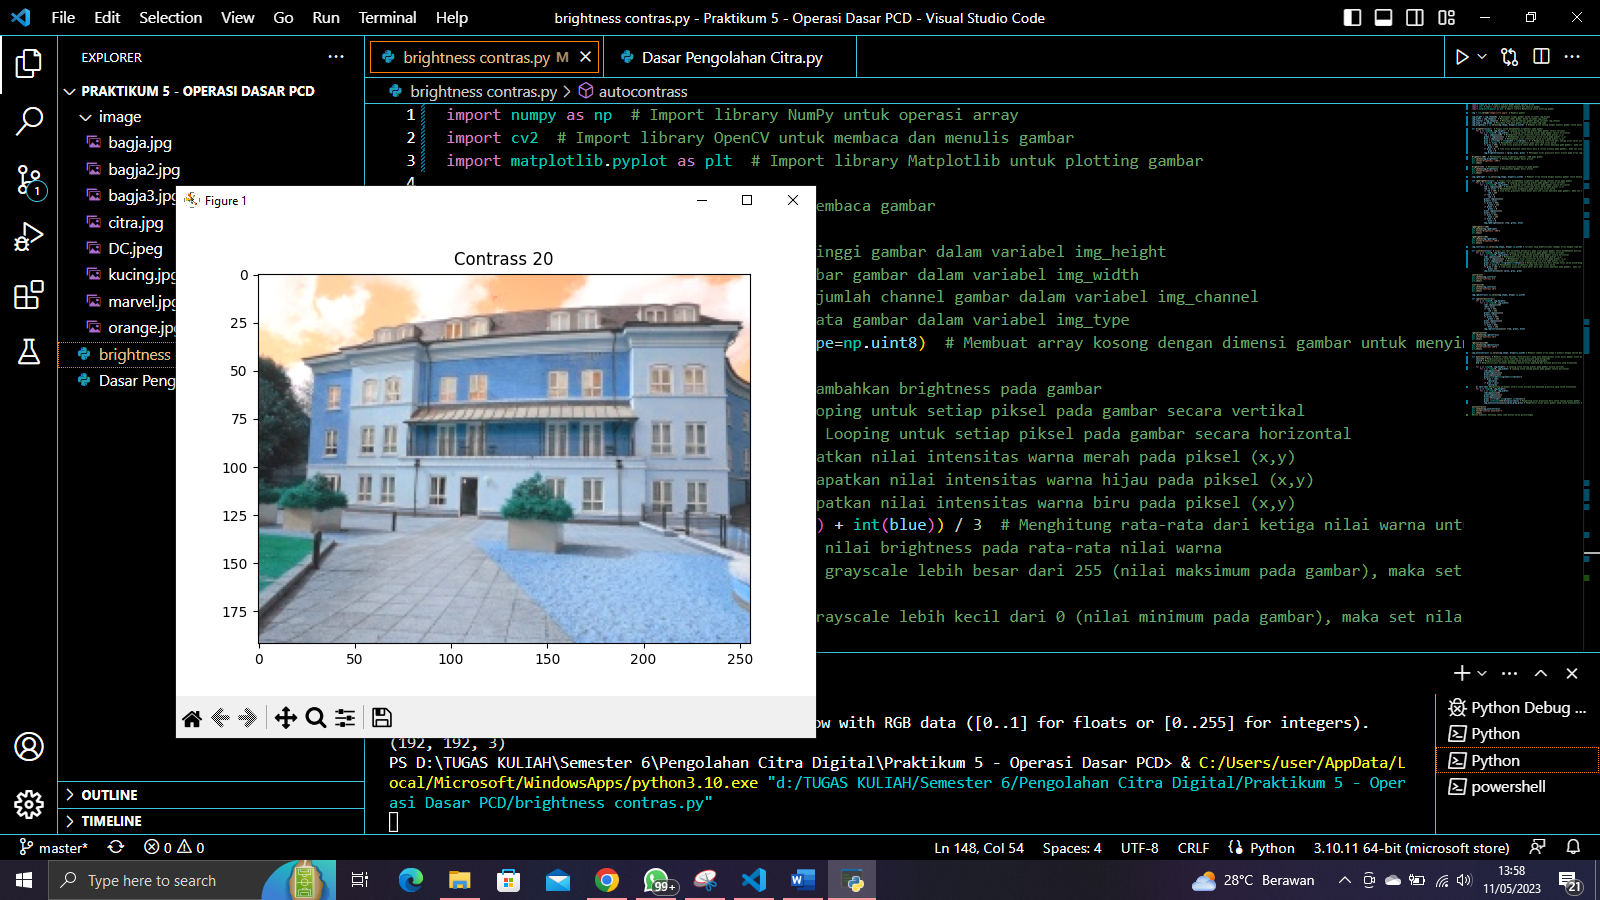 File Edit Selection View Go Run Terminal Help
brightness contras.py - Praktikum 5 - Operasi Dasar PCD - Visual Studio Code
EXPLORER
PRAKTIKUM 5 - OPERASI DASAR PCD
image
bagja.jpg
bagja2.jpg
bagja3.jpg
citra.jpg
DC.jpeg
kucing.jpg
marvel.jpg
orange.jp
brightness
Dasar Peng
OUTLINE
TIMELINE
brightness contras.py M
Dasar Pengolahan Citra.py
brightness contras.py > autocontrass
1 import numpy as np # Import library NumPy untuk operasi array
2 import cv2 # Import library OpenCV untuk membaca dan menulis gambar
3 import matplotlib.pyplot as plt # Import library Matplotlib untuk plotting gambar
4
embaca gambar
inggi gambar dalam variabel img_height
bar gambar dalam variabel img_width
jumlah channel gambar dalam variabel img_channel
ata gambar dalam variabel img_type
pe=np.uint8) # Membuat array kosong dengan dimensi gambar untuk menyi
ambahkan brightness pada gambar
oping untuk setiap piksel pada gambar secara vertikal
Looping untuk setiap piksel pada gambar secara horizontal
atkan nilai intensitas warna merah pada piksel (x,y)
apatkan nilai intensitas warna hijau pada piksel (x,y)
patkan nilai intensitas warna biru pada piksel (x,y)
) + int(blue)) / 3 # Menghitung rata-rata dari ketiga nilai warna unt
nilai brightness pada rata-rata nilai warna
grayscale lebih besar dari 255 (nilai maksimum pada gambar), maka set
rayscale lebih kecil dari 0 (nilai minimum pada gambar), maka set nila
Figure 1
Contrass 20
0
25
50
75
100
125
150
175
0 50 100 150 200 250
ow with RGB data ([0..1] for floats or [0..255] for integers).
(192, 192, 3)
PS D:\TUGAS KULIAH\Semester 6\Pengolahan Citra Digital\Praktikum 5 - Operasi Dasar PCD> & C:/Users/user/AppData/L
ocal/Microsoft/WindowsApps/python3.10.exe "d:/TUGAS KULIAH/Semester 6/Pengolahan Citra Digital/Praktikum 5 - Oper
asi Dasar PCD/brightness contras.py"
Python Debug ...
Python
Python
powershell
1
master* 0 0
Ln 148, Col 54 Spaces: 4 UTF-8 CRLF Python 3.10.11 64-bit (microsoft store)
Type here to search
99+
28°C Berawan
13:58
11/05/2023
21